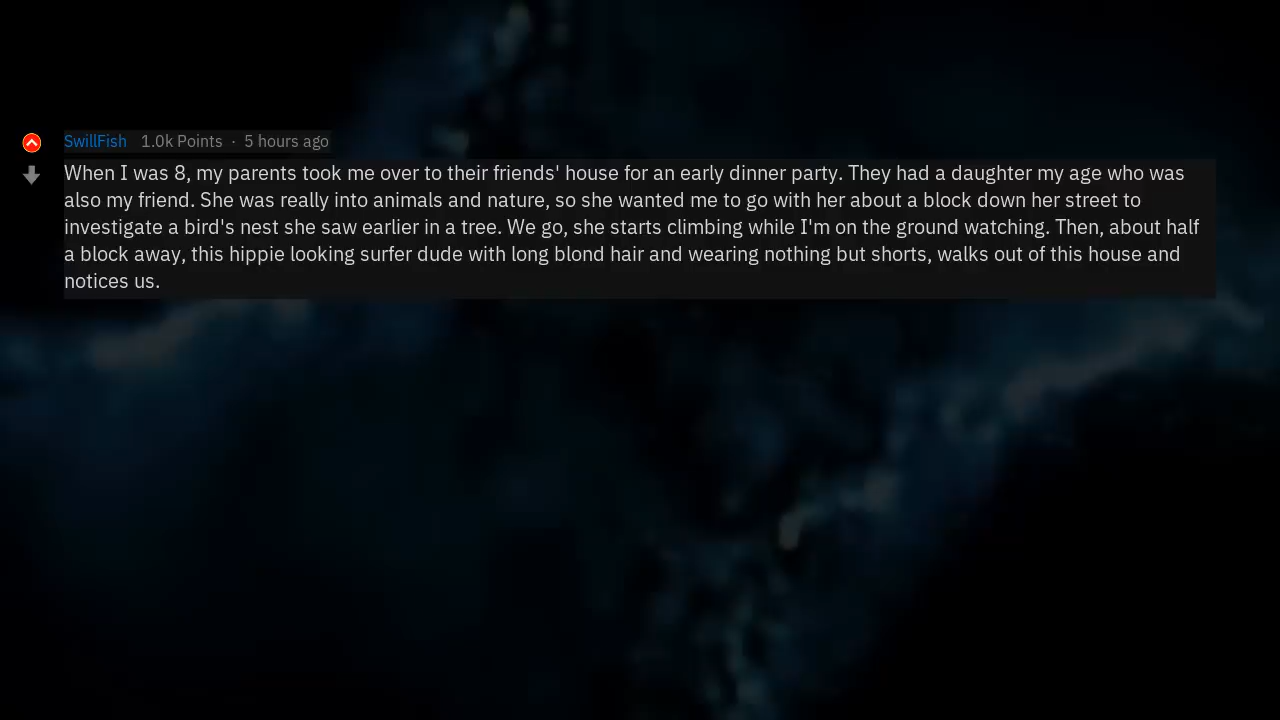 SwillFish 1.0k Points · 5 hours ago
When I was 8, my parents took me over to their friends' house for an early dinner party. They had a daughter my age who was
also my friend. She was really into animals and nature, so she wanted me to go with her about a block down her street to
investigate a bird's nest she saw earlier in a tree. We go, she starts climbing while I'm on the ground watching. Then, about half
a block away, this hippie looking surfer dude with long blond hair and wearing nothing but shorts, walks out of this house and
notices us.